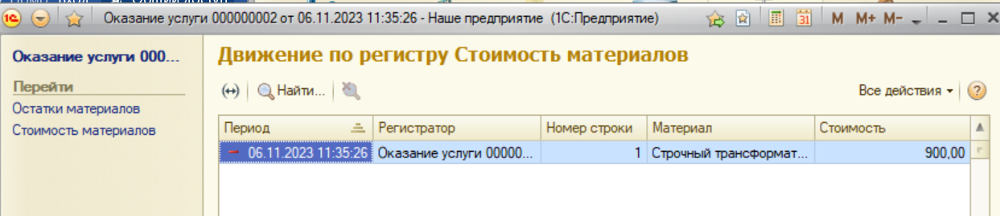 Оказание услуги 000000002 от 06.11.2023 11:35:26 - Наше предприятие (1С:Предприятие)
31 M M+ M-
Оказание услуги 000...
Перейти
Остатки материалов
Стоимость материалов
Движение по регистру Стоимость материалов
Найти...
Все действия
?
Период Регистратор Номер строки Материал Стоимость
06.11.2023 11:35:26 Оказание услуги 00000... 1 Строчный трансформат... 900,00